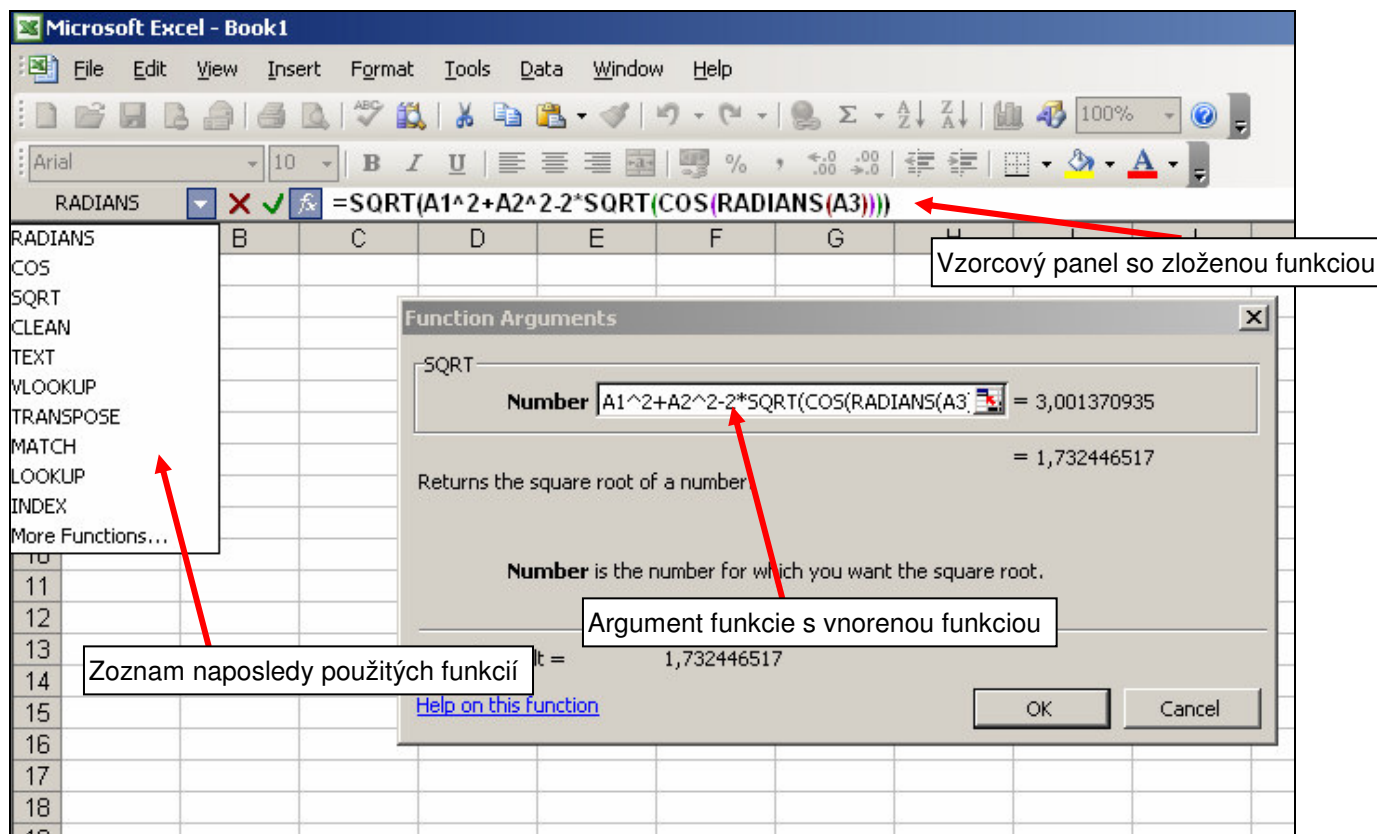 Microsoft Excel - Book1
File Edit View Insert Format Tools Data Window Help
100%
Arial 10 B I U % ,
RADIANS =SQRT(A1^2+A2^2-2*SQRT(COS(RADIANS(A3))))
B C D E F G
Vzorcový panel so zloženou funkciou
RADIANS
COS
SQRT
CLEAN
TEXT
VLOOKUP
TRANSPOSE
MATCH
LOOKUP
INDEX
More Functions...
Function Arguments
SQRT
Number A1^2+A2^2-2*SQRT(COS(RADIANS(A3) = 3,001370935
= 1,732446517
Returns the square root of a number.
Number is the number for which you want the square root.
Argument funkcie s vnorenou funkciou
Zoznam naposledy použitých funkcií
= 1,732446517
Help on this function OK Cancel
10
11
12
13
14
15
16
17
18